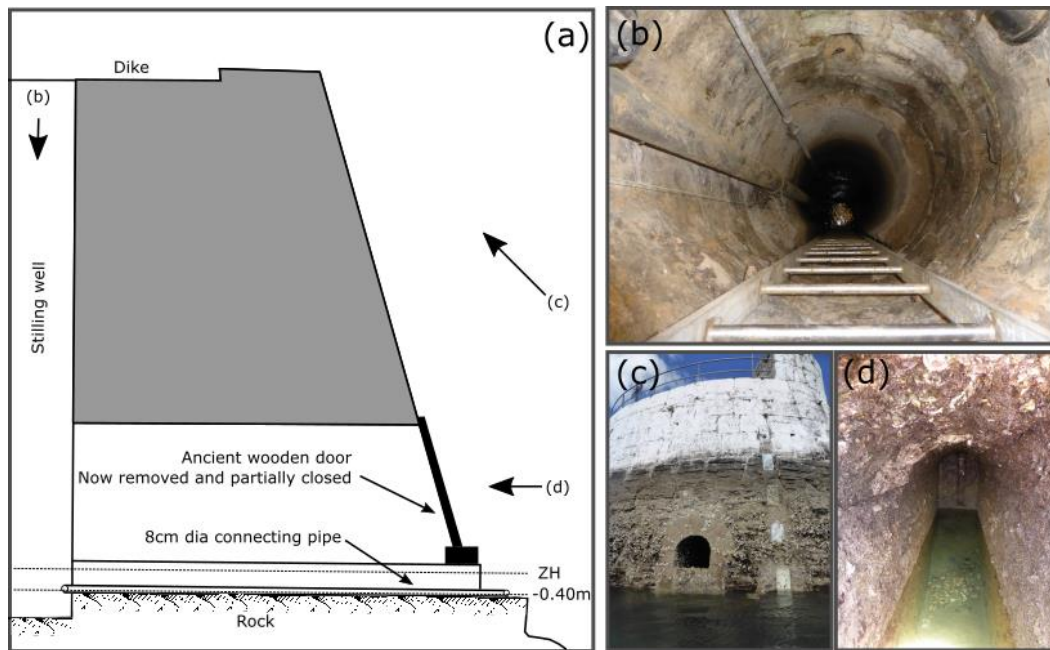 (a)
Dike
(b)
Stilling well
(c)
Ancient wooden door
Now removed and partially closed
(d)
8cm dia connecting pipe
ZH
-0.40m
Rock
(b)
(c)
(d)